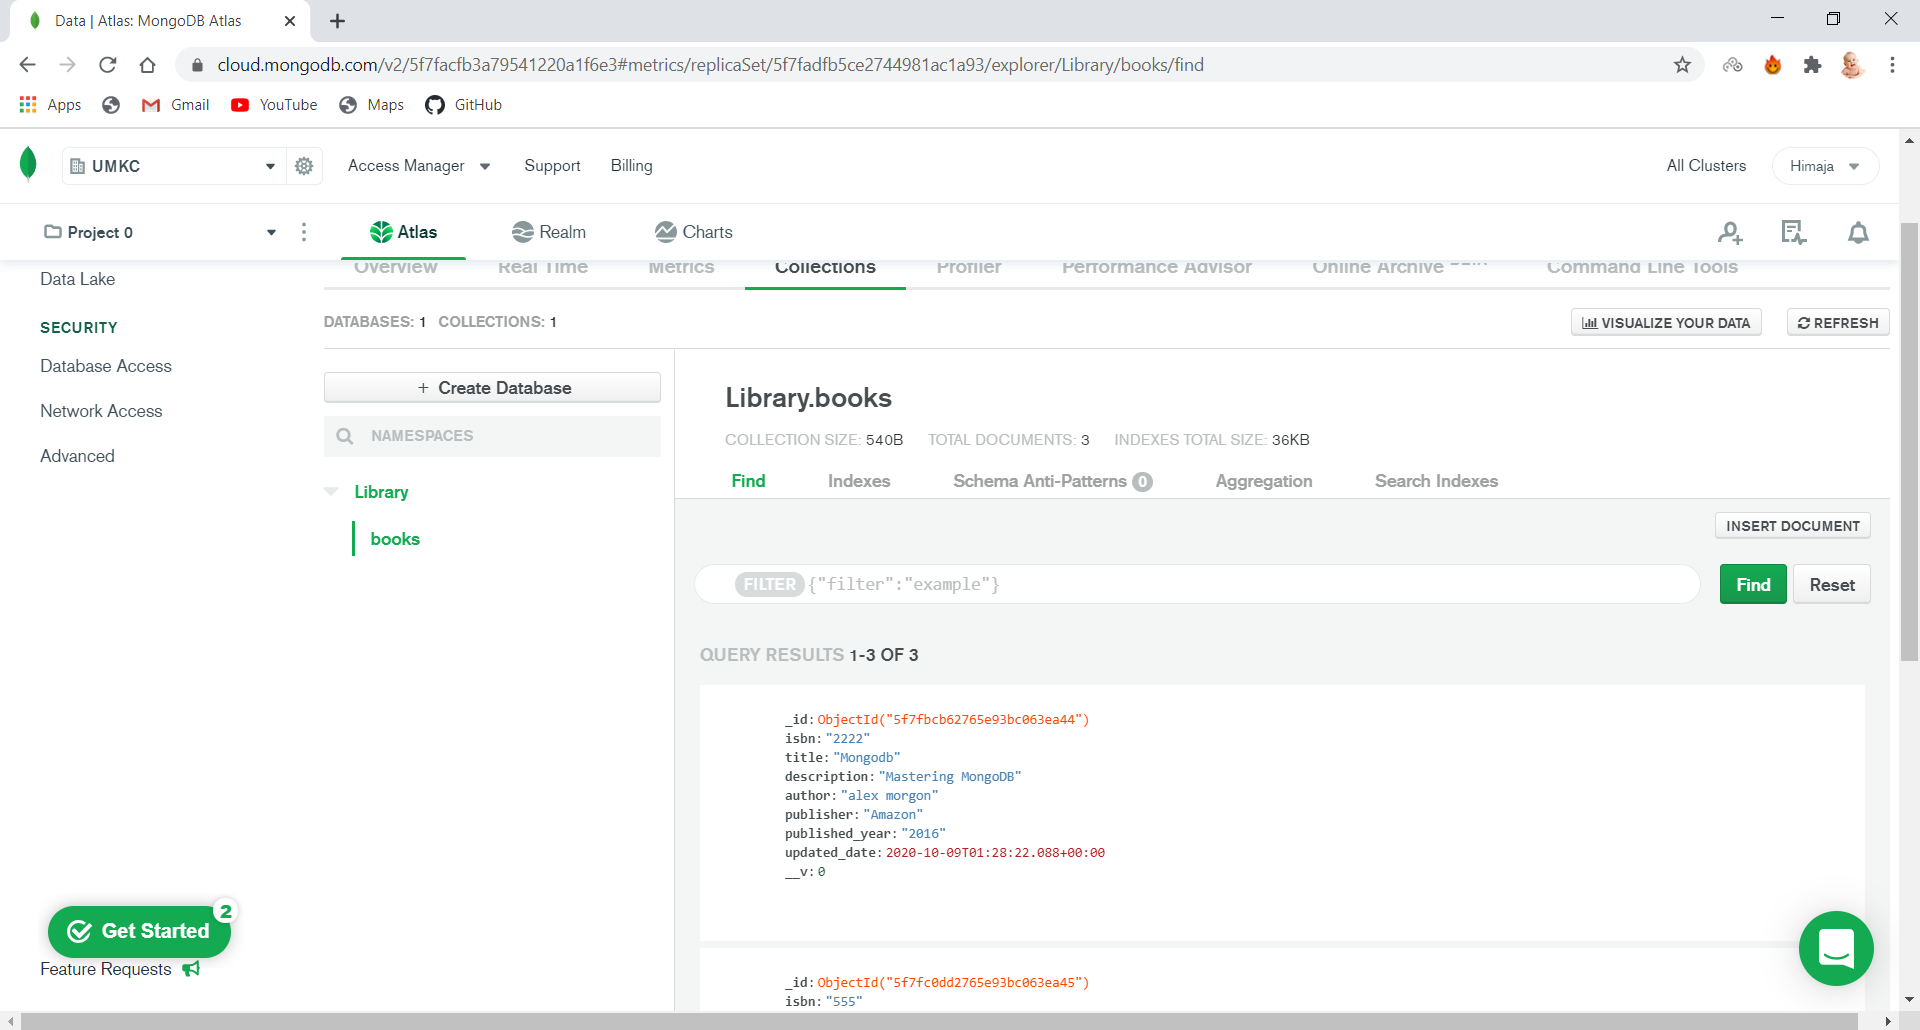 Data | Atlas: MongoDB Atlas
cloud.mongodb.com/v2/5f7facfb3a79541220a1f6e3#metrics/replicaSet/5f7fadfb5ce2744981ac1a93/explorer/Library/books/find
Apps Gmail YouTube Maps GitHub
UMKC Access Manager Support Billing All Clusters Himaja
Project 0 Atlas Realm Charts
Data Lake Overview Real Time Metrics Collections Profiler Performance Advisor Online Archive BETA Command Line Tools
SECURITY
Database Access
Network Access
Advanced
DATABASES: 1 COLLECTIONS: 1
VISUALIZE YOUR DATA REFRESH
+ Create Database
NAMESPACES
Library
books
Library.books
COLLECTION SIZE: 540B TOTAL DOCUMENTS: 3 INDEXES TOTAL SIZE: 36KB
Find Indexes Schema Anti-Patterns 0 Aggregation Search Indexes
INSERT DOCUMENT
FILTER {"filter":"example"}
Find Reset
QUERY RESULTS 1-3 OF 3
_id: ObjectId("5f7fbcb62765e93bc063ea44")
isbn: "2222"
title: "Mongodb"
description: "Mastering MongoDB"
author: "alex morgon"
publisher: "Amazon"
published_year: "2016"
updated_date: 2020-10-09T01:28:22.088+00:00
__v: 0
_id: ObjectId("5f7fc0dd2765e93bc063ea45")
isbn: "555"
Get Started 2
Feature Requests